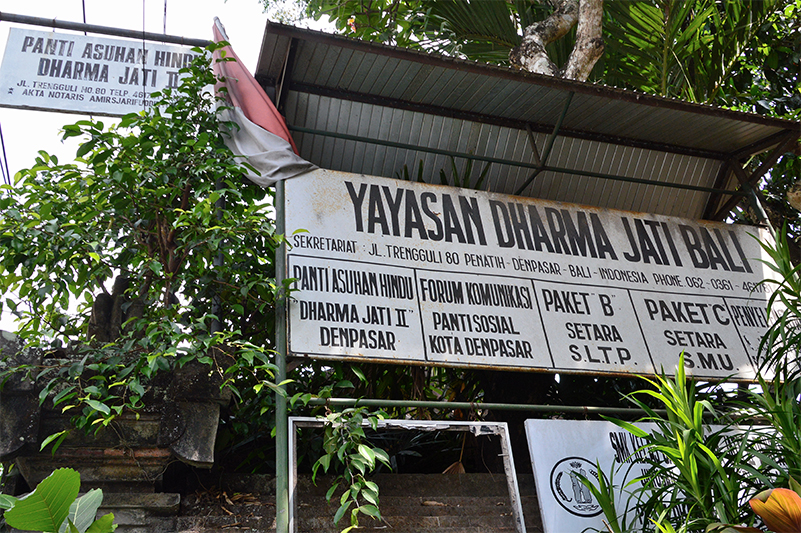 PANTI ASUHAN HINDU
DHARMA JATI II
JL. TRENGGULI NO. 80 TELP.
AKTA NOTARIS AMIRSJARIFUDDIN
YAYASAN DHARMA JATI BALI
SEKRETARIAT : JL. TRENGGULI 80 PENATIH - DENPASAR - BALI - INDONESIA PHONE 062-0361-
PANTI ASUHAN HINDU
DHARMA JATI II"
DENPASAR
FORUM KOMUNIKASI
PANTI SOSIAL
KOTA DENPASAR
PAKET "B"
SETARA
S.L.T.P.
PAKET C
SETARA
S.M.U
SMK